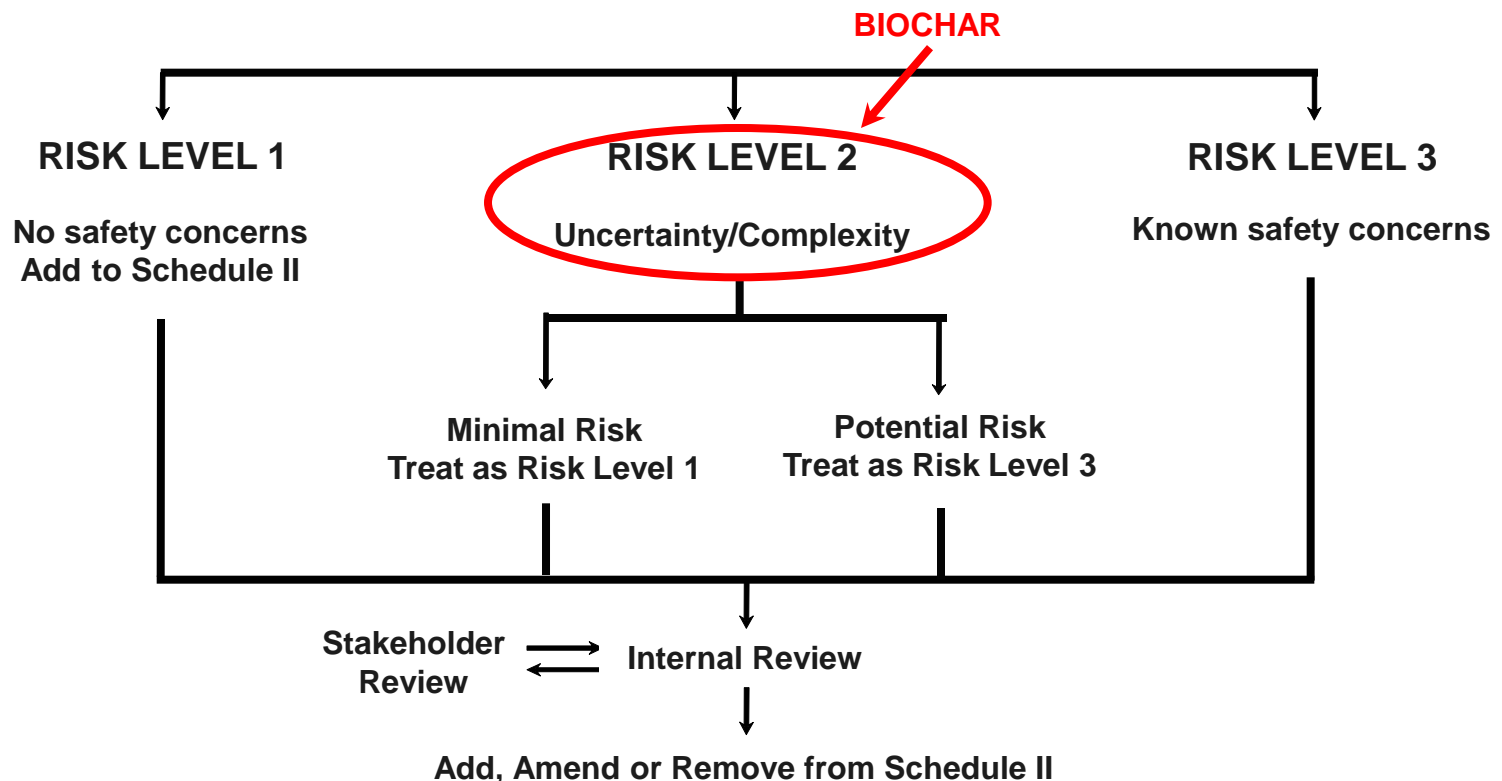 BIOCHAR
RISK LEVEL 1
RISK LEVEL 2
RISK LEVEL 3
No safety concerns
Add to Schedule II
Uncertainty/Complexity
Known safety concerns
Minimal Risk
Treat as Risk Level 1
Potential Risk
Treat as Risk Level 3
Stakeholder
Review
Internal Review
Add, Amend or Remove from Schedule II